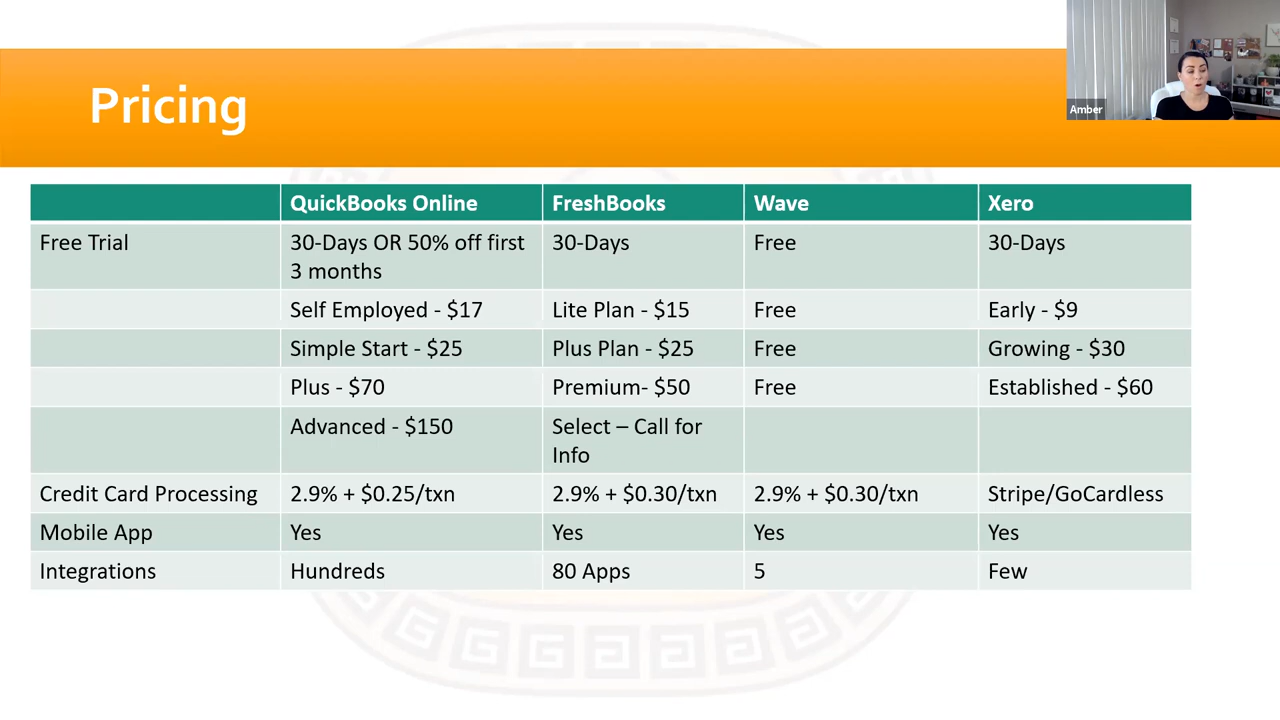 Pricing
Amber
QuickBooks Online FreshBooks Wave Xero
Free Trial 30-Days OR 50% off first 3 months 30-Days Free 30-Days
Self Employed - $17 Lite Plan - $15 Free Early - $9
Simple Start - $25 Plus Plan - $25 Free Growing - $30
Plus - $70 Premium- $50 Free Established - $60
Advanced - $150 Select – Call for Info
Credit Card Processing 2.9% + $0.25/txn 2.9% + $0.30/txn 2.9% + $0.30/txn Stripe/GoCardless
Mobile App Yes Yes Yes Yes
Integrations Hundreds 80 Apps 5 Few